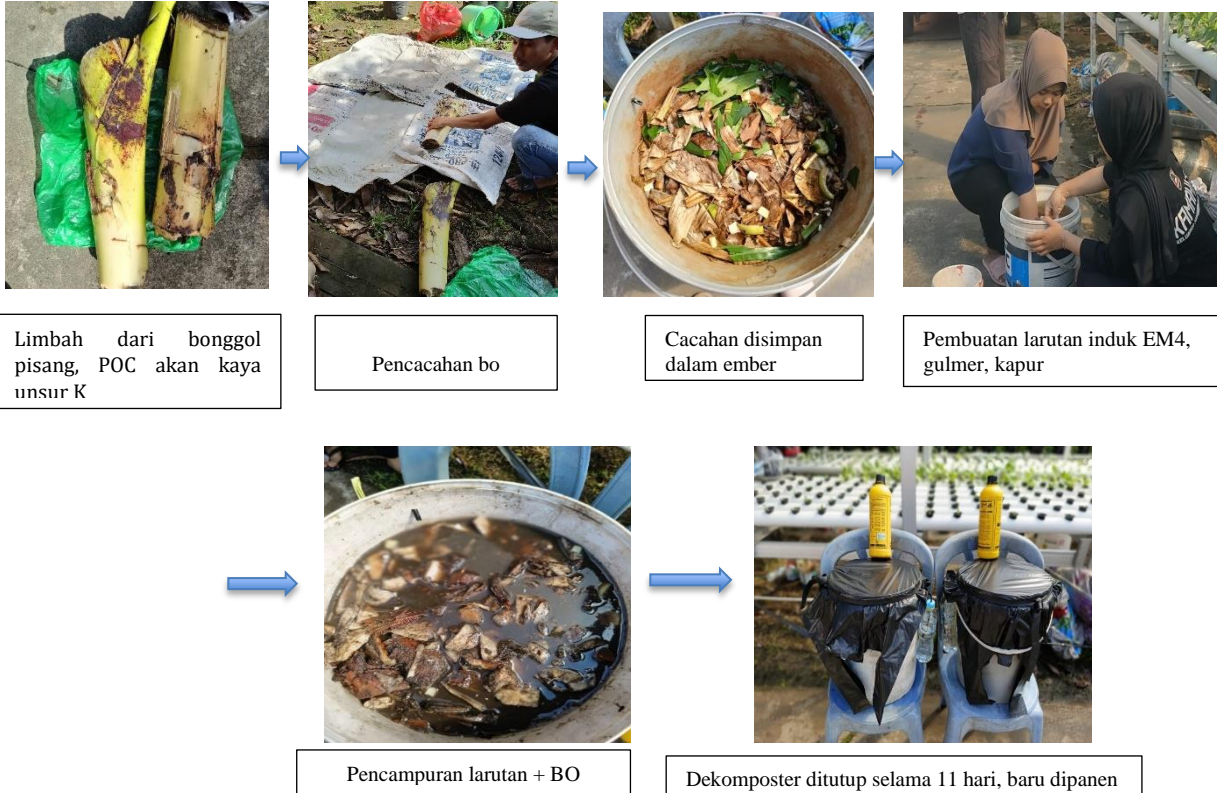 Limbah dari bonggol
pisang, POC akan kaya
unsur K
Pencacahan bo
Cacahan disimpan
dalam ember
Pembuatan larutan induk EM4,
gulmer, kapur
Pencampuran larutan + BO
Dekomposter ditutup selama 11 hari, baru dipanen